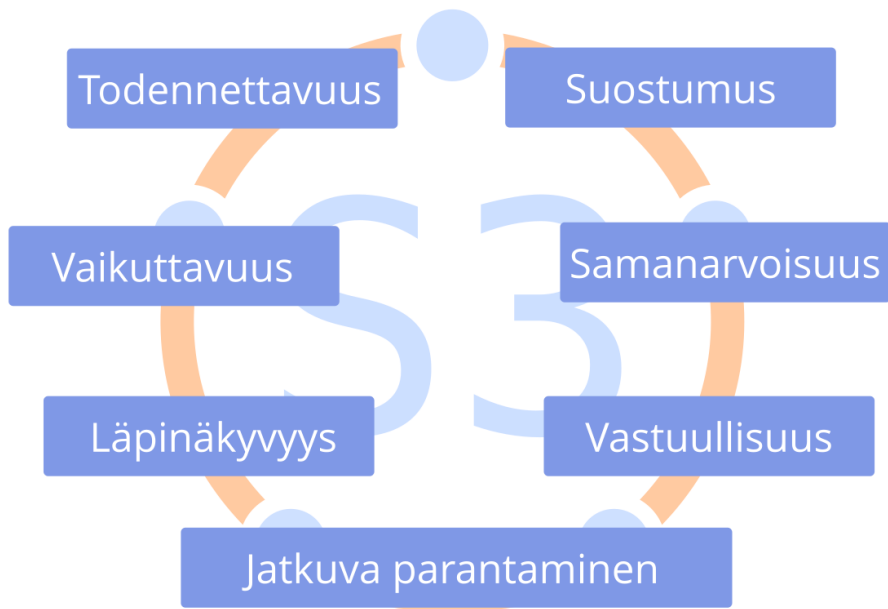 Todennettavuus
Suostumus
Vaikuttavuus
S3
Samanarvoisuus
Läpinäkyvyys
Vastuullisuus
Jatkuva parantaminen